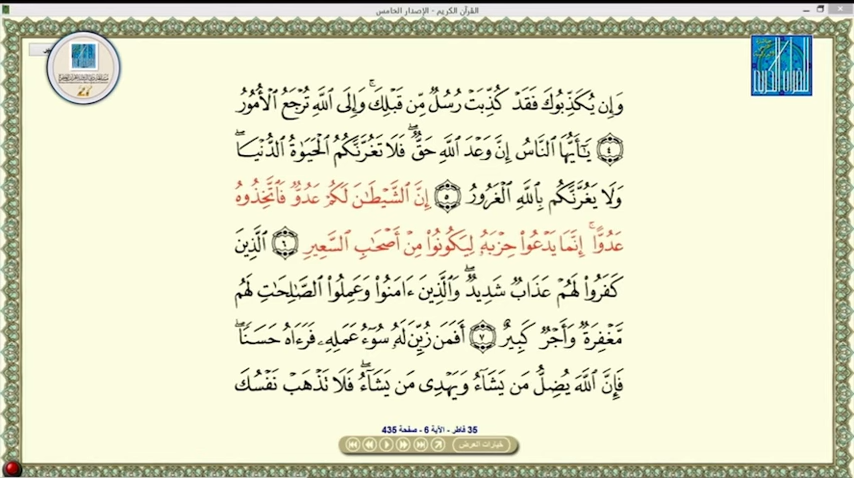 القرآن الكريم - الإصدار الخامس
وَإِن يُكَذِّبُوكَ فَقَدۡ كُذِّبَتۡ رُسُلٞ مِّن قَبۡلِكَۚ وَإِلَى ٱللَّهِ تُرۡجَعُ ٱلۡأُمُورُ
٤ يَٰٓأَيُّهَا ٱلنَّاسُ إِنَّ وَعۡدَ ٱللَّهِ حَقّٞۖ فَلَا تَغُرَّنَّكُمُ ٱلۡحَيَوٰةُ ٱلدُّنۡيَا ۖ
وَلَا يَغُرَّنَّكُم بِٱللَّهِ ٱلۡغَرُورُ ٥ إِنَّ ٱلشَّيۡطَٰنَ لَكُمۡ عَدُوّٞ فَٱتَّخِذُوهُ
عَدُوًّاۚ إِنَّمَا يَدۡعُواْ حِزۡبَهُۥ لِيَكُونُواْ مِنۡ أَصۡحَٰبِ ٱلسَّعِيرِ ٦ ٱلَّذِينَ
كَفَرُواْ لَهُمۡ عَذَابٞ شَدِيدٞۖ وَٱلَّذِينَ ءَامَنُواْ وَعَمِلُواْ ٱلصَّٰلِحَٰتِ لَهُم
مَّغۡفِرَةٞ وَأَجۡرٞ كَبِيرٌ ٧ أَفَمَن زُيِّنَ لَهُۥ سُوٓءُ عَمَلِهِۦ فَرَءَاهُ حَسَنٗاۖ
فَإِنَّ ٱللَّهَ يُضِلُّ مَن يَشَآءُ وَيَهۡدِي مَن يَشَآءُۖ فَلَا تَذۡهَبۡ نَفۡسُكَ
35 فاطر - الآية 6 - صفحة 435
خيارات العرض